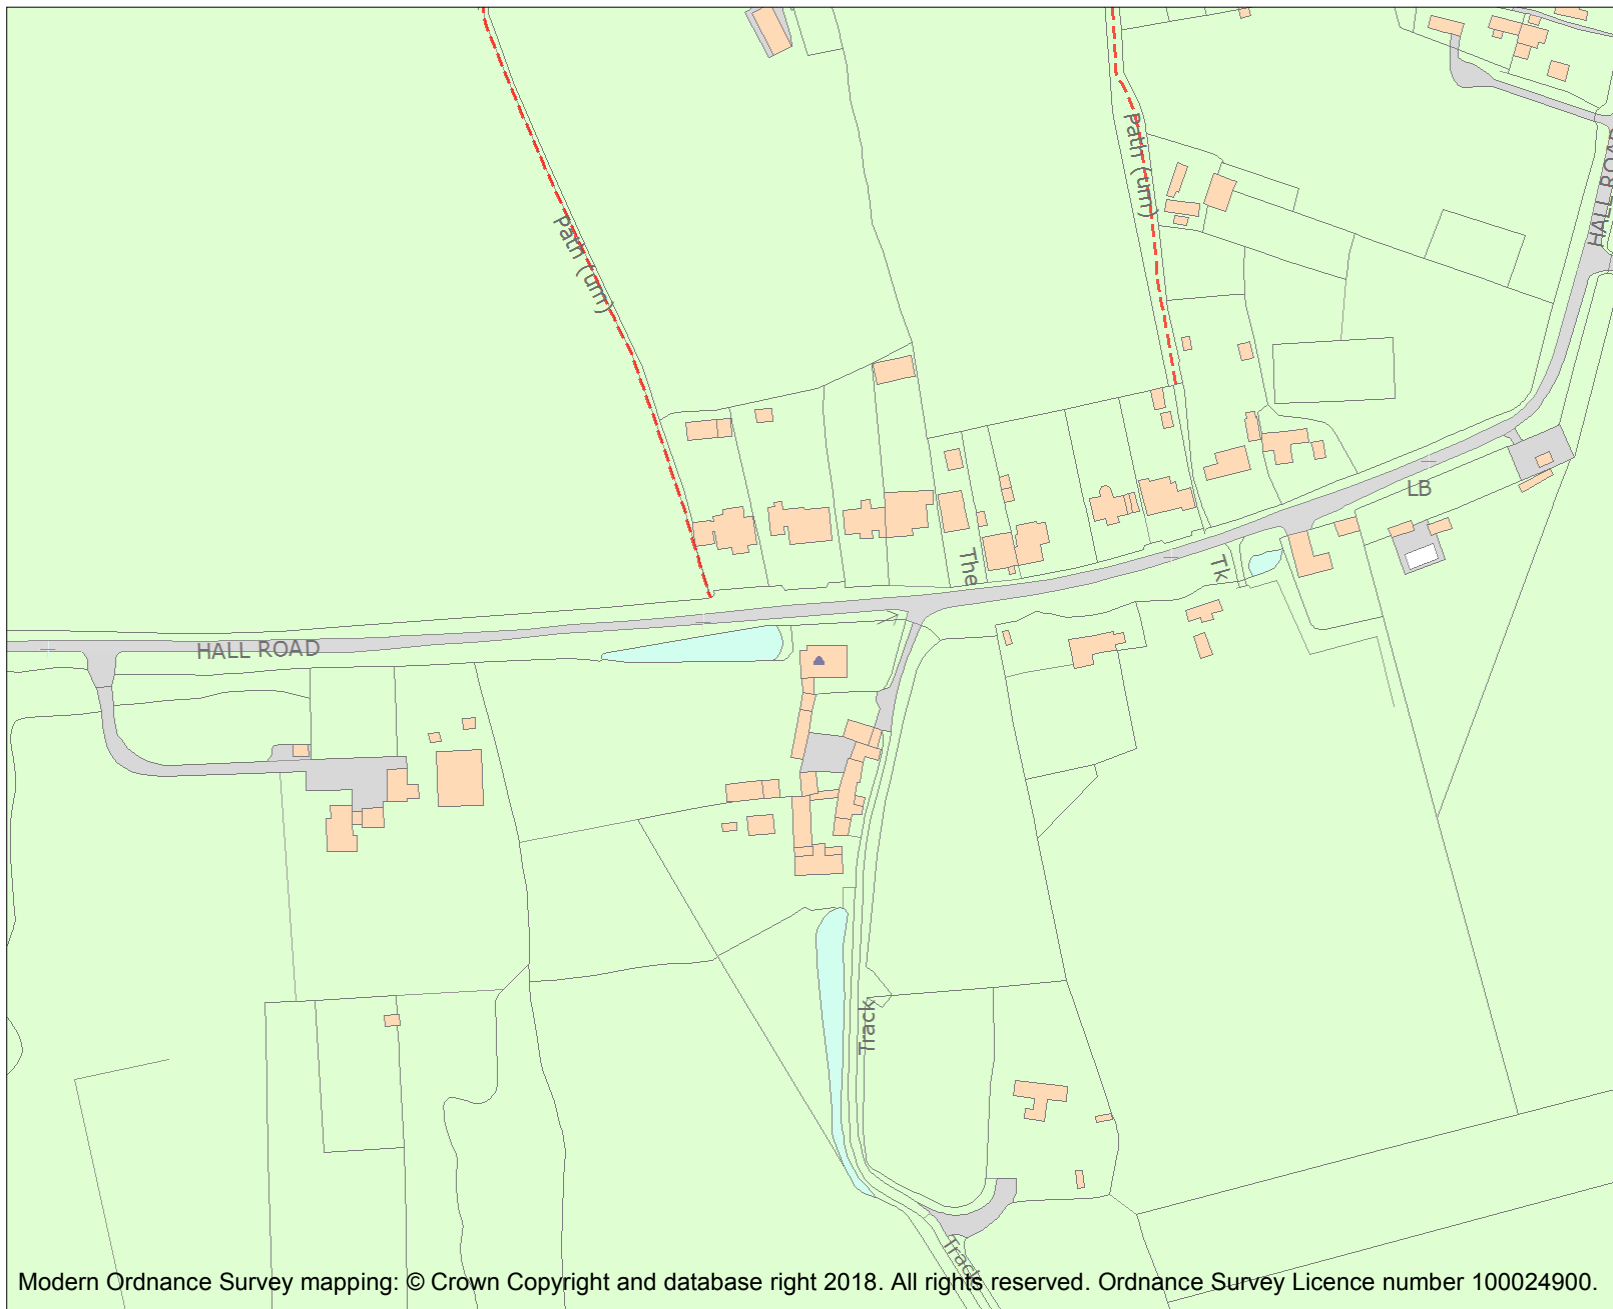 Path (um)
HALL ROAD
Path (um)
LB
The
Tk
HALL ROAD
Track
Track
Modern Ordnance Survey mapping: © Crown Copyright and database right 2018. All rights reserved. Ordnance Survey Licence number 100024900.